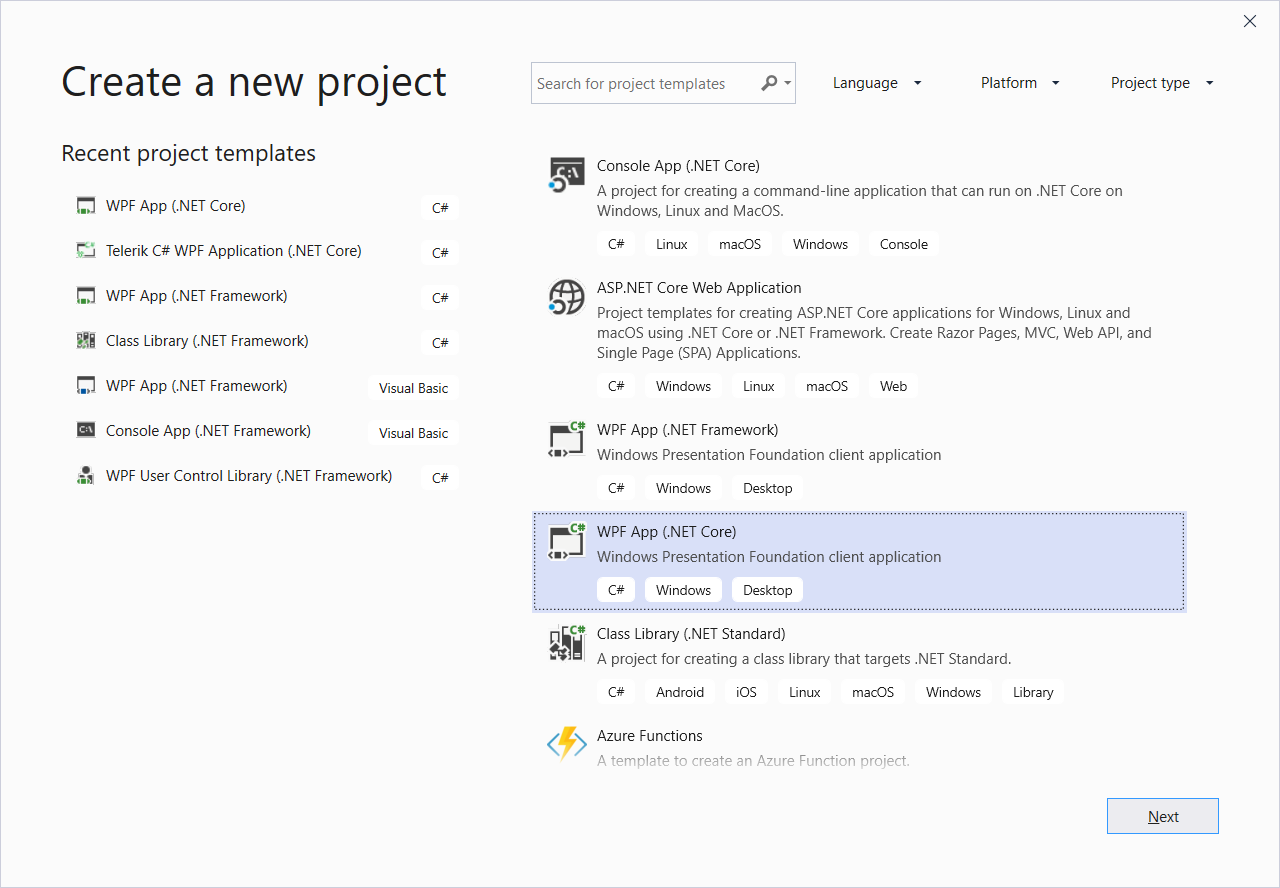 Create a new project
Search for project templates
Language
Platform
Project type
Recent project templates
WPF App (.NET Core)
C#
Telerik C# WPF Application (.NET Core)
C#
WPF App (.NET Framework)
C#
Class Library (.NET Framework)
C#
WPF App (.NET Framework)
Visual Basic
Console App (.NET Framework)
Visual Basic
WPF User Control Library (.NET Framework)
C#
Console App (.NET Core)
A project for creating a command-line application that can run on .NET Core on
Windows, Linux and MacOS.
C# Linux macOS Windows Console
ASP.NET Core Web Application
Project templates for creating ASP.NET Core applications for Windows, Linux and
macOS using .NET Core or .NET Framework. Create Razor Pages, MVC, Web API, and
Single Page (SPA) Applications.
C# Windows Linux macOS Web
WPF App (.NET Framework)
Windows Presentation Foundation client application
C# Windows Desktop
WPF App (.NET Core)
Windows Presentation Foundation client application
C# Windows Desktop
Class Library (.NET Standard)
A project for creating a class library that targets .NET Standard.
C# Android iOS Linux macOS Windows Library
Azure Functions
A template to create an Azure Function project.
Next